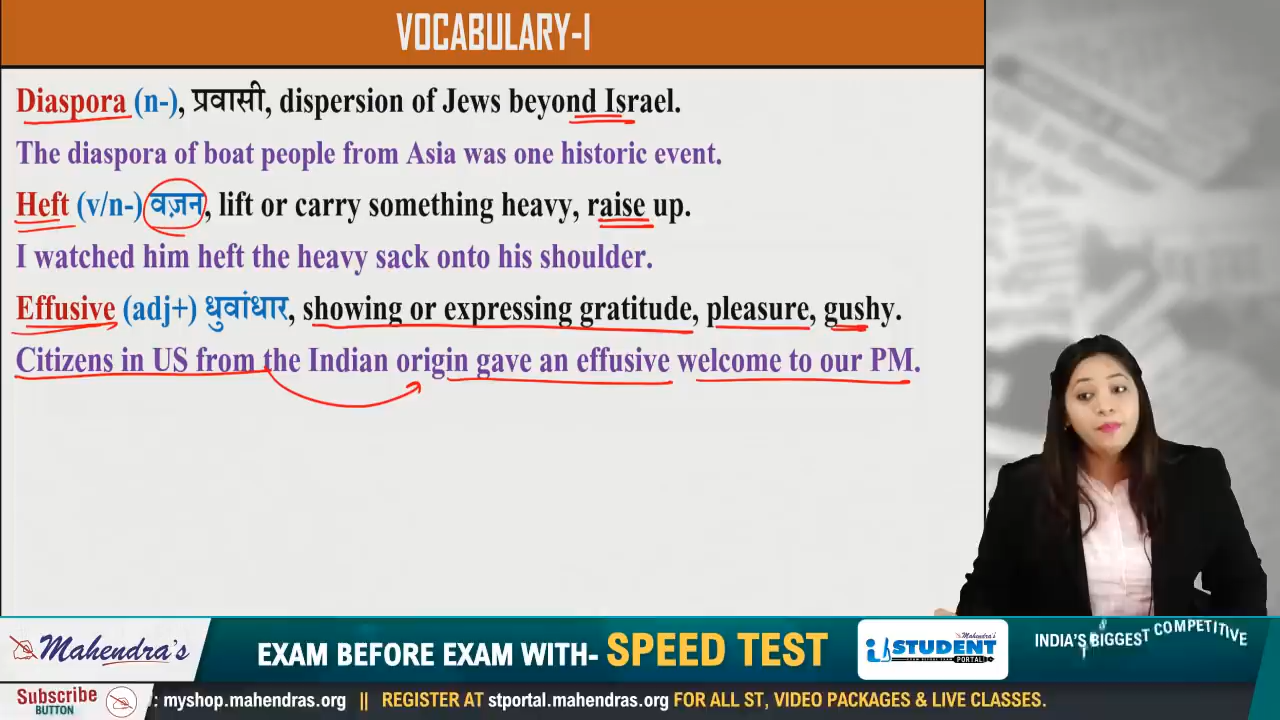 VOCABULARY-I
Diaspora (n-), प्रवासी, dispersion of Jews beyond Israel.
The diaspora of boat people from Asia was one historic event.
Heft (v/n-) वज़न, lift or carry something heavy, raise up.
I watched him heft the heavy sack onto his shoulder.
Effusive (adj+) धुवांधार, showing or expressing gratitude, pleasure, gushy.
Citizens in US from the Indian origin gave an effusive welcome to our PM.
Mahendra's
EXAM BEFORE EXAM WITH- SPEED TEST
Mahendra's
STUDENT
PORTAL
INDIA'S BIGGEST COMPETITIVE
Subscribe
BUTTON
: myshop.mahendras.org || REGISTER AT stportal.mahendras.org FOR ALL ST, VIDEO PACKAGES & LIVE CLASSES.